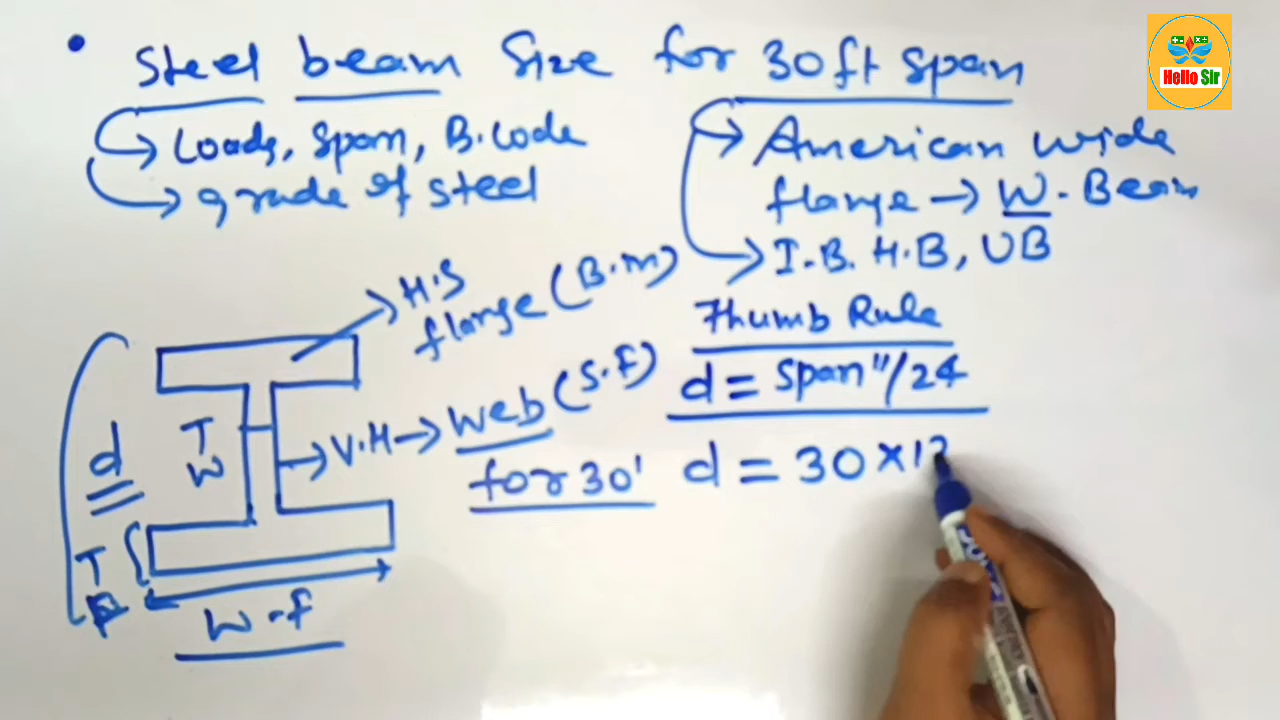 Steel beam Size for 30ft span
Loads, Span, B.Code
grade of steel
American wide
flange → W-Beam
I-B. H.B, UB
H.S
flange (B.M)
V.H → Web (S.F)
Thumb Rule
d = Span"/24
for 30' d = 30×12
d
T
W
T
F
W-f
Hello Sir